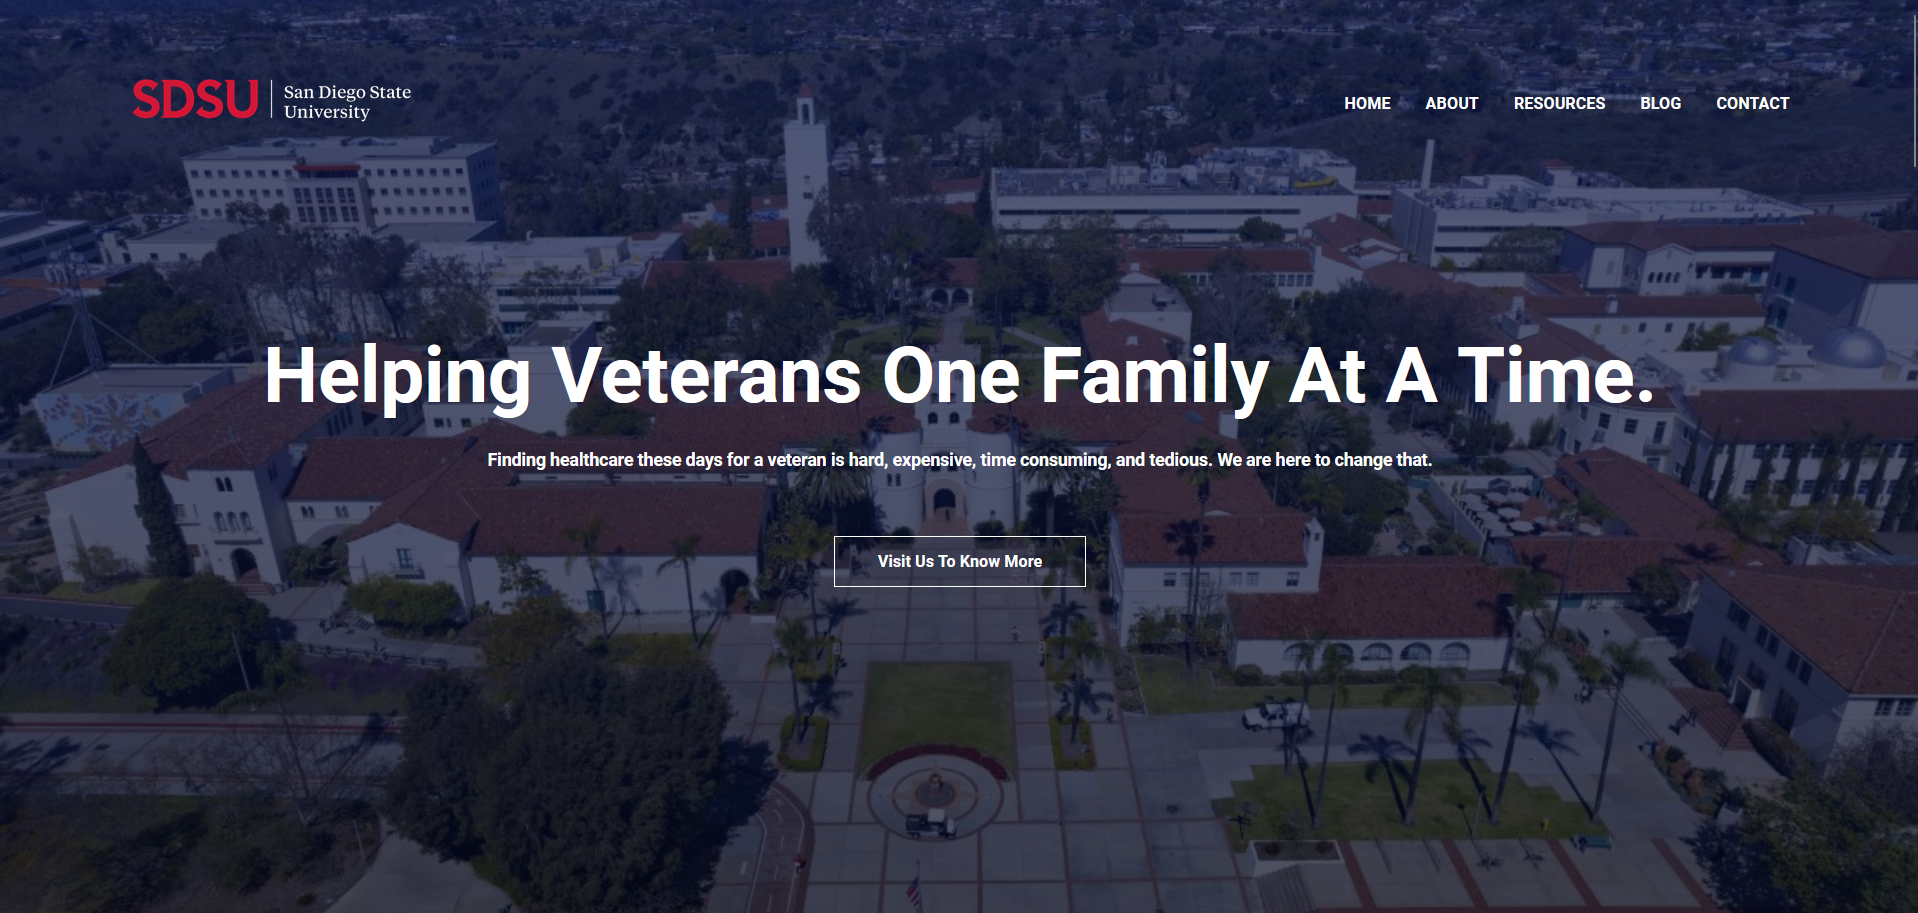 SDSU
San Diego State
University
HOME ABOUT RESOURCES BLOG CONTACT
Helping Veterans One Family At A Time.
Finding healthcare these days for a veteran is hard, expensive, time consuming, and tedious. We are here to change that.
Visit Us To Know More